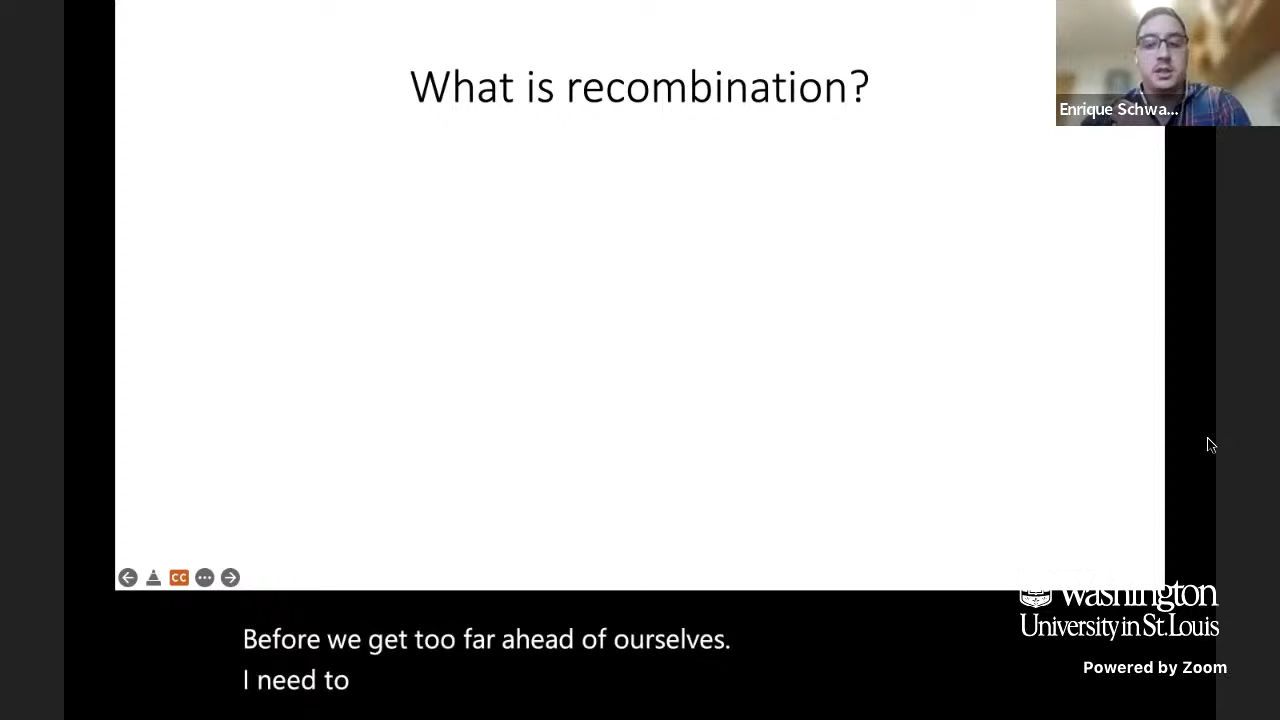 What is recombination?
Enrique Schwa...
CC
Before we get too far ahead of ourselves.
I need to
Washington
University in St. Louis
Powered by Zoom